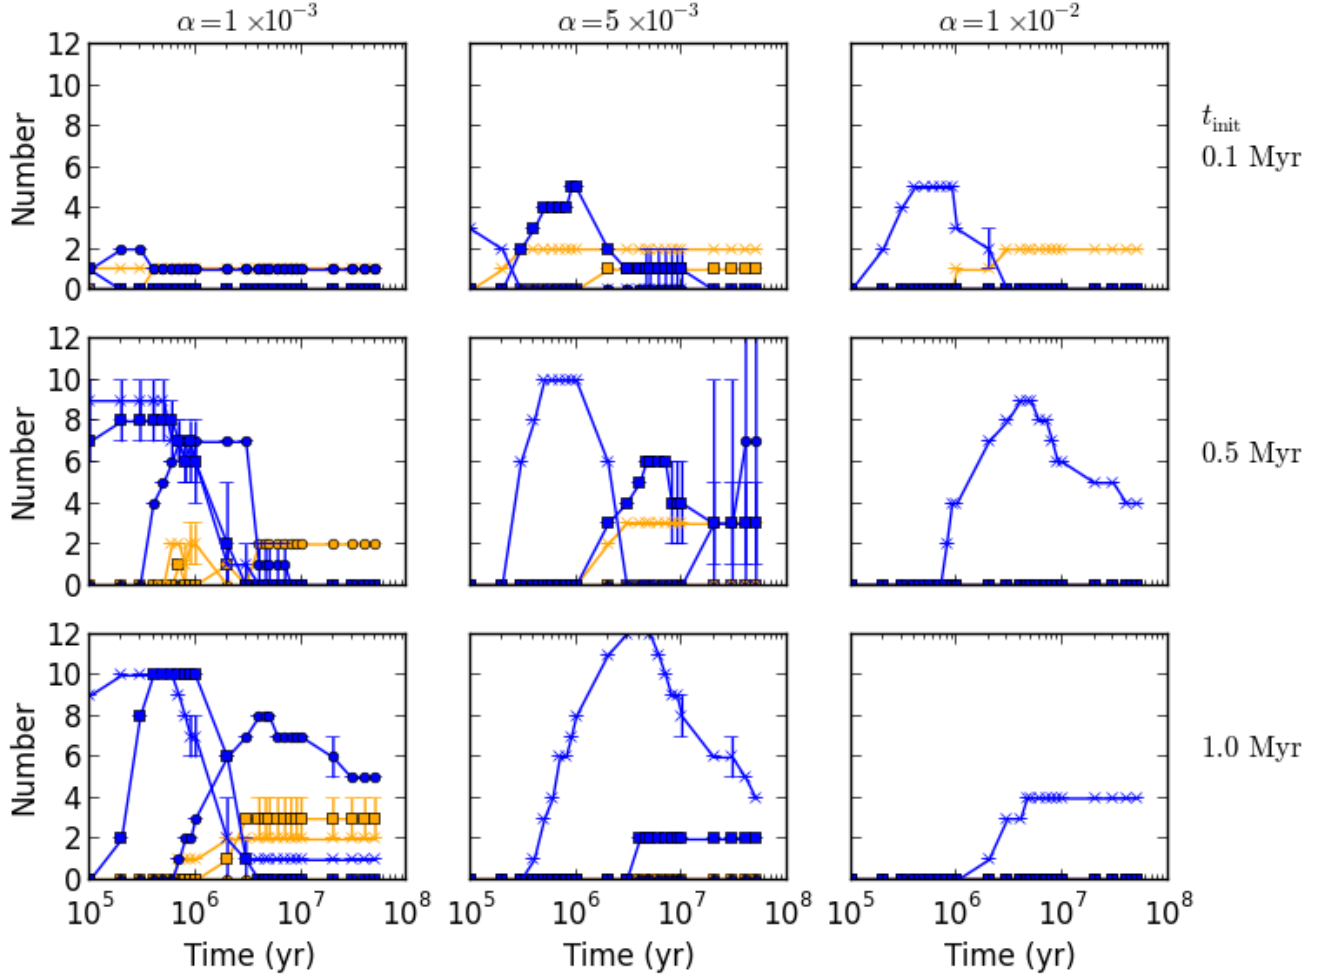 α = 1 ×10⁻³ α = 5 ×10⁻³ α = 1 ×10⁻²
12
10
8
6
4
2
0
Number
t_init
0.1 Myr
12
10
8
6
4
2
0
Number
0.5 Myr
12
10
8
6
4
2
0
Number
1.0 Myr
10⁵ 10⁶ 10⁷ 10⁸ 10⁵ 10⁶ 10⁷ 10⁸ 10⁵ 10⁶ 10⁷ 10⁸
Time (yr) Time (yr) Time (yr)